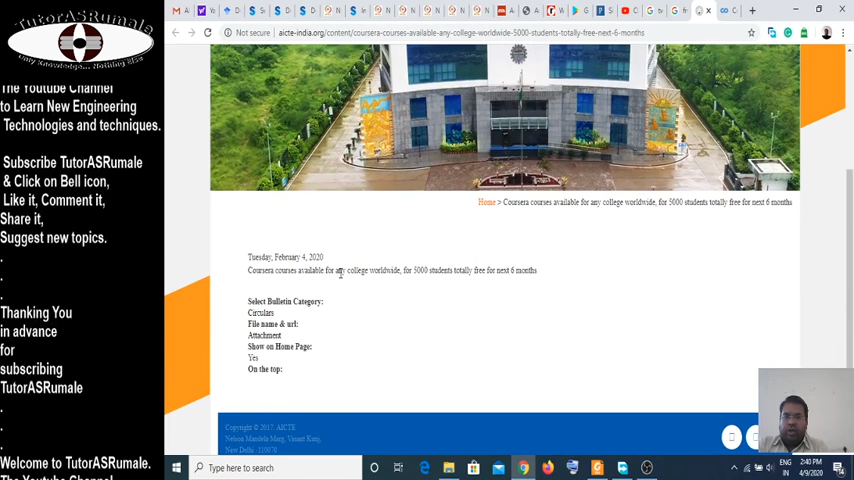 TutorASRumale
Only Knowledge... Nothing Else
The Youtube Channel
to Learn New Engineering
Technologies and techniques.
Subscribe TutorASRumale
& Click on Bell icon,
Like it, Comment it,
Share it,
Suggest new topics.
.
.
.
Thanking You
in advance
for
subscribing
TutorASRumale
.
.
.
Welcome to TutorASRumale.
The Youtube Channel
Not secure
aicte-india.org/content/coursera-courses-available-any-college-worldwide-5000-students-totally-free-next-6-months
Home > Coursera courses available for any college worldwide, for 5000 students totally free for next 6 months
Tuesday, February 4, 2020
Coursera courses available for any college worldwide, for 5000 students totally free for next 6 months
Select Bulletin Category:
Circulars
File name & url:
Attachment
Show on Home Page:
Yes
On the top:
Copyright © 2017. AICTE
Nelson Mandela Marg, Vasant Kunj,
New Delhi -110070
Type here to search
ENG
IN
2:40 PM
4/9/2020